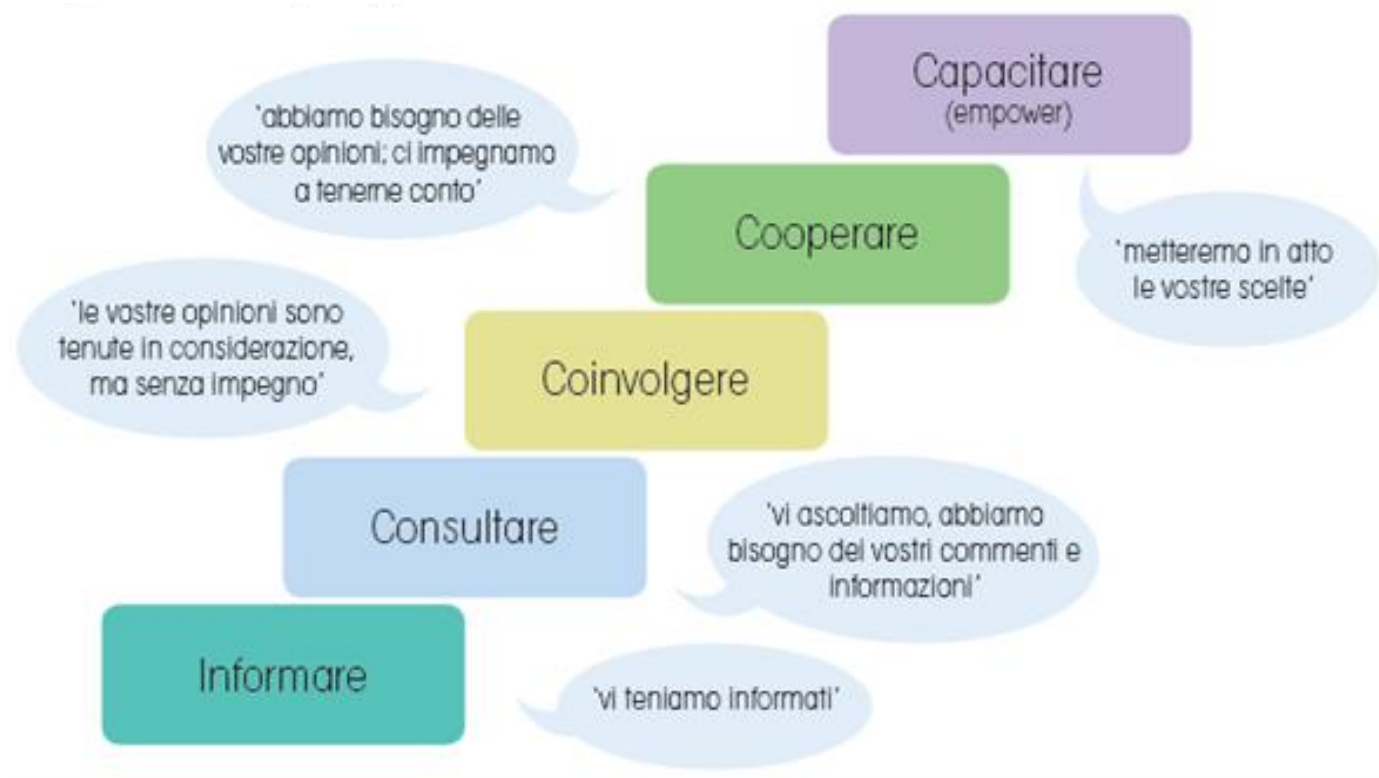 Capacitare
(empower)
'abbiamo bisogno delle
vostre opinioni: ci impegnamo
a tenerne conto'
Cooperare
'metteremo in atto
le vostre scelte'
'le vostre opinioni sono
tenute in considerazione,
ma senza impegno'
Coinvolgere
Consultare
'vi ascoltiamo, abbiamo
bisogno dei vostri commenti e
informazioni'
Informare
'vi teniamo informati'